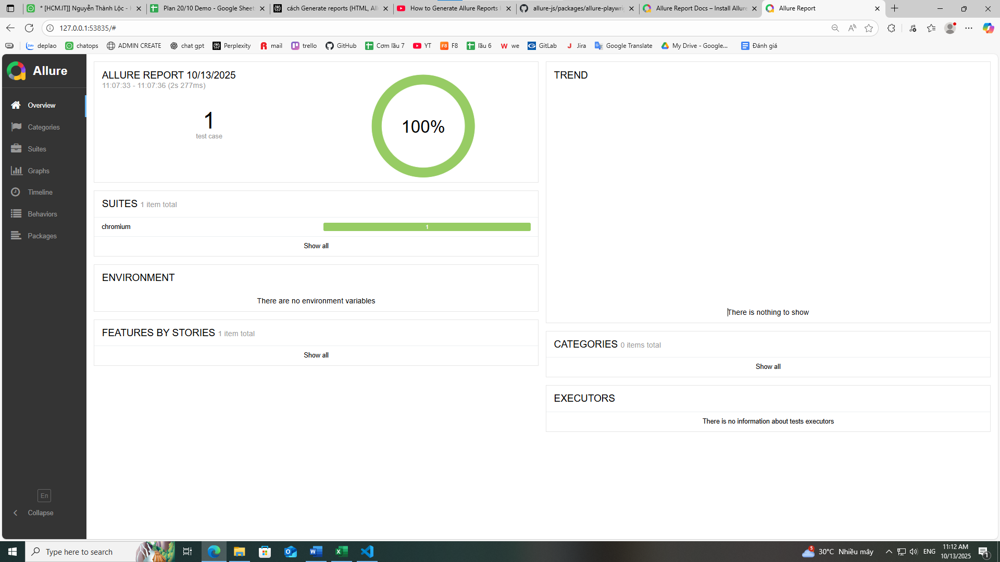 * [HCM.IT]] Nguyễn Thành Lộc - H
Plan 20/10 Demo - Google Sheet
cách Generate reports (HTML, All
How to Generate Allure Reports
allure-js/packages/allure-playwri
Allure Report Docs – Install Allure
Allure Report
127.0.0.1:53835/#
deplao
chatops
ADMIN CREATE
chat gpt
Perplexity
mail
trello
GitHub
Cơm lầu 7
YT
F8
lầu 6
we
GitLab
Jira
Google Translate
My Drive - Google...
Đánh giá
Allure
Overview
Categories
Suites
Graphs
Timeline
Behaviors
Packages
En
Collapse
ALLURE REPORT 10/13/2025
11:07:33 - 11:07:36 (2s 277ms)
1
test case
100%
SUITES 1 item total
chromium
1
Show all
ENVIRONMENT
There are no environment variables
FEATURES BY STORIES 1 item total
Show all
TREND
There is nothing to show
CATEGORIES 0 items total
Show all
EXECUTORS
There is no information about tests executors
Type here to search
5
30°C Nhiều mây
ENG
11:12 AM
10/13/2025
1